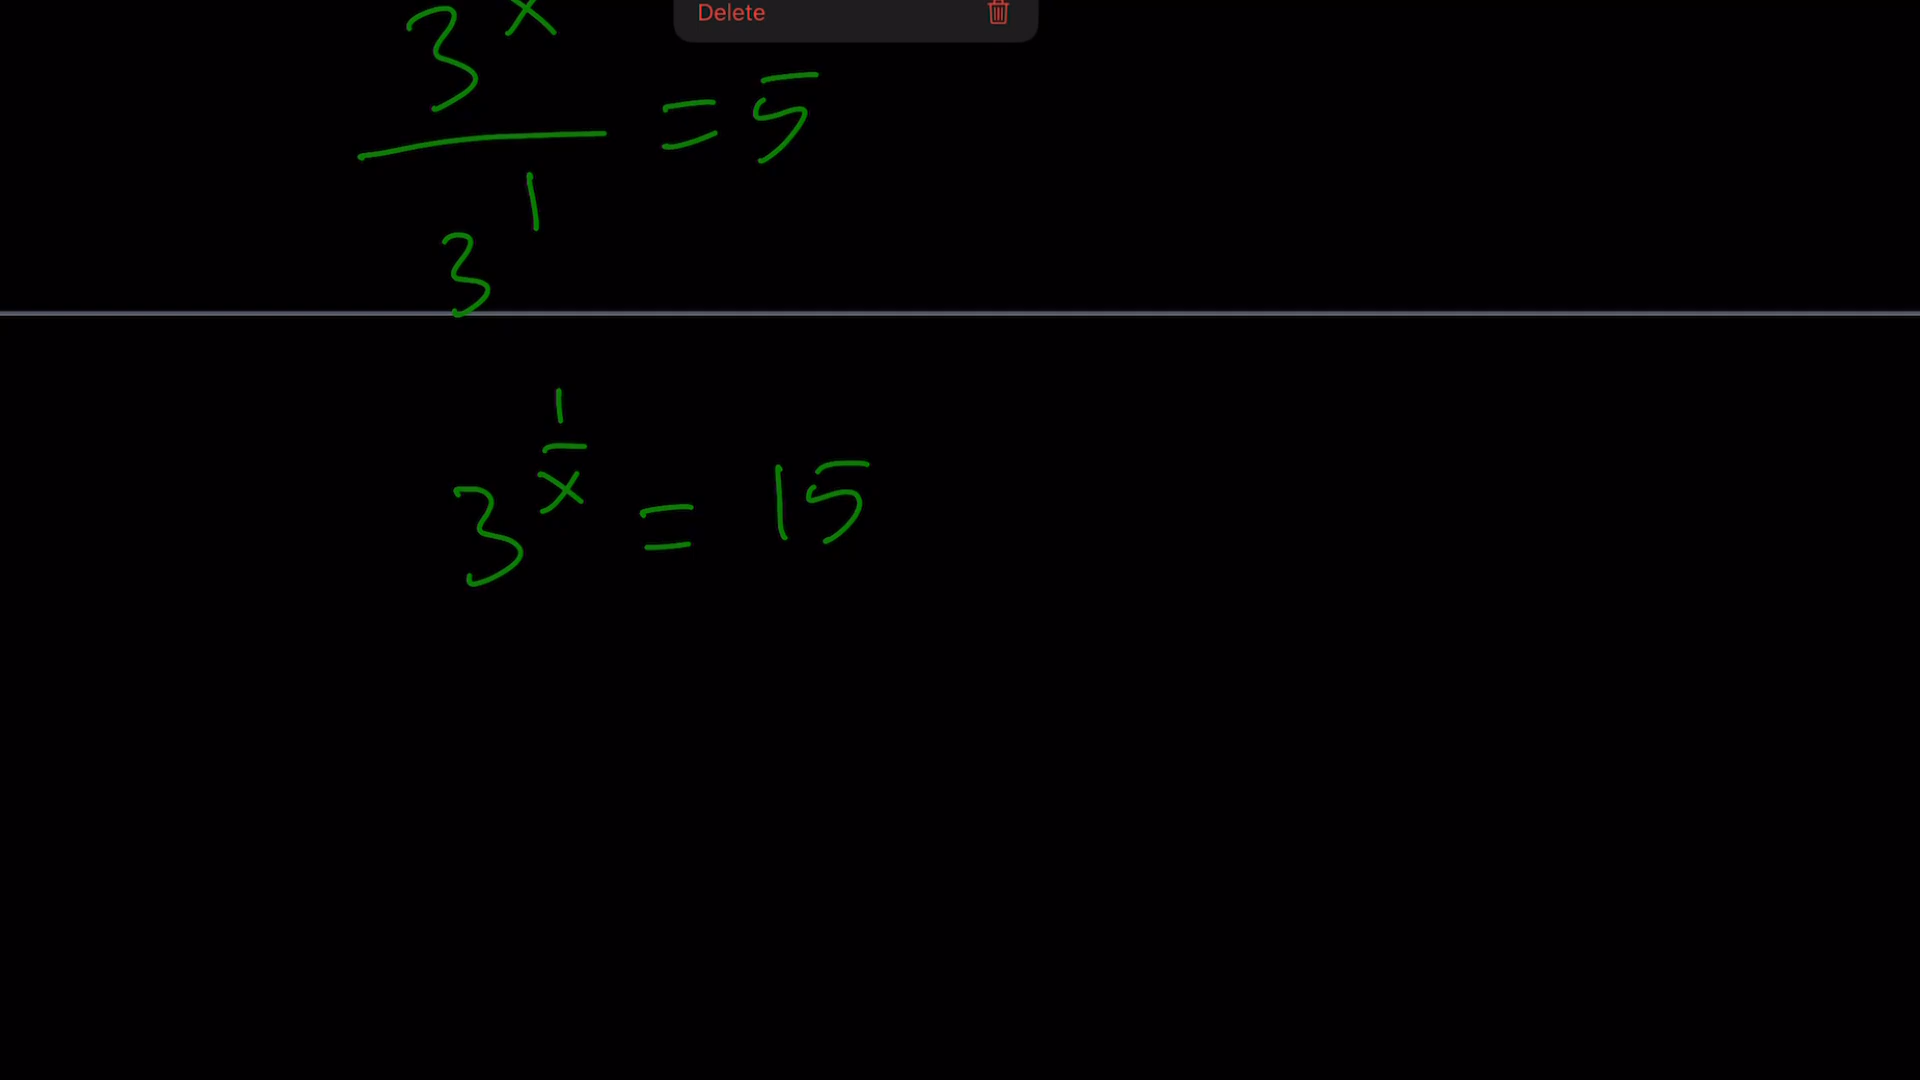 Delete
3^x / 3^1 = 5
3^(1/x) = 15